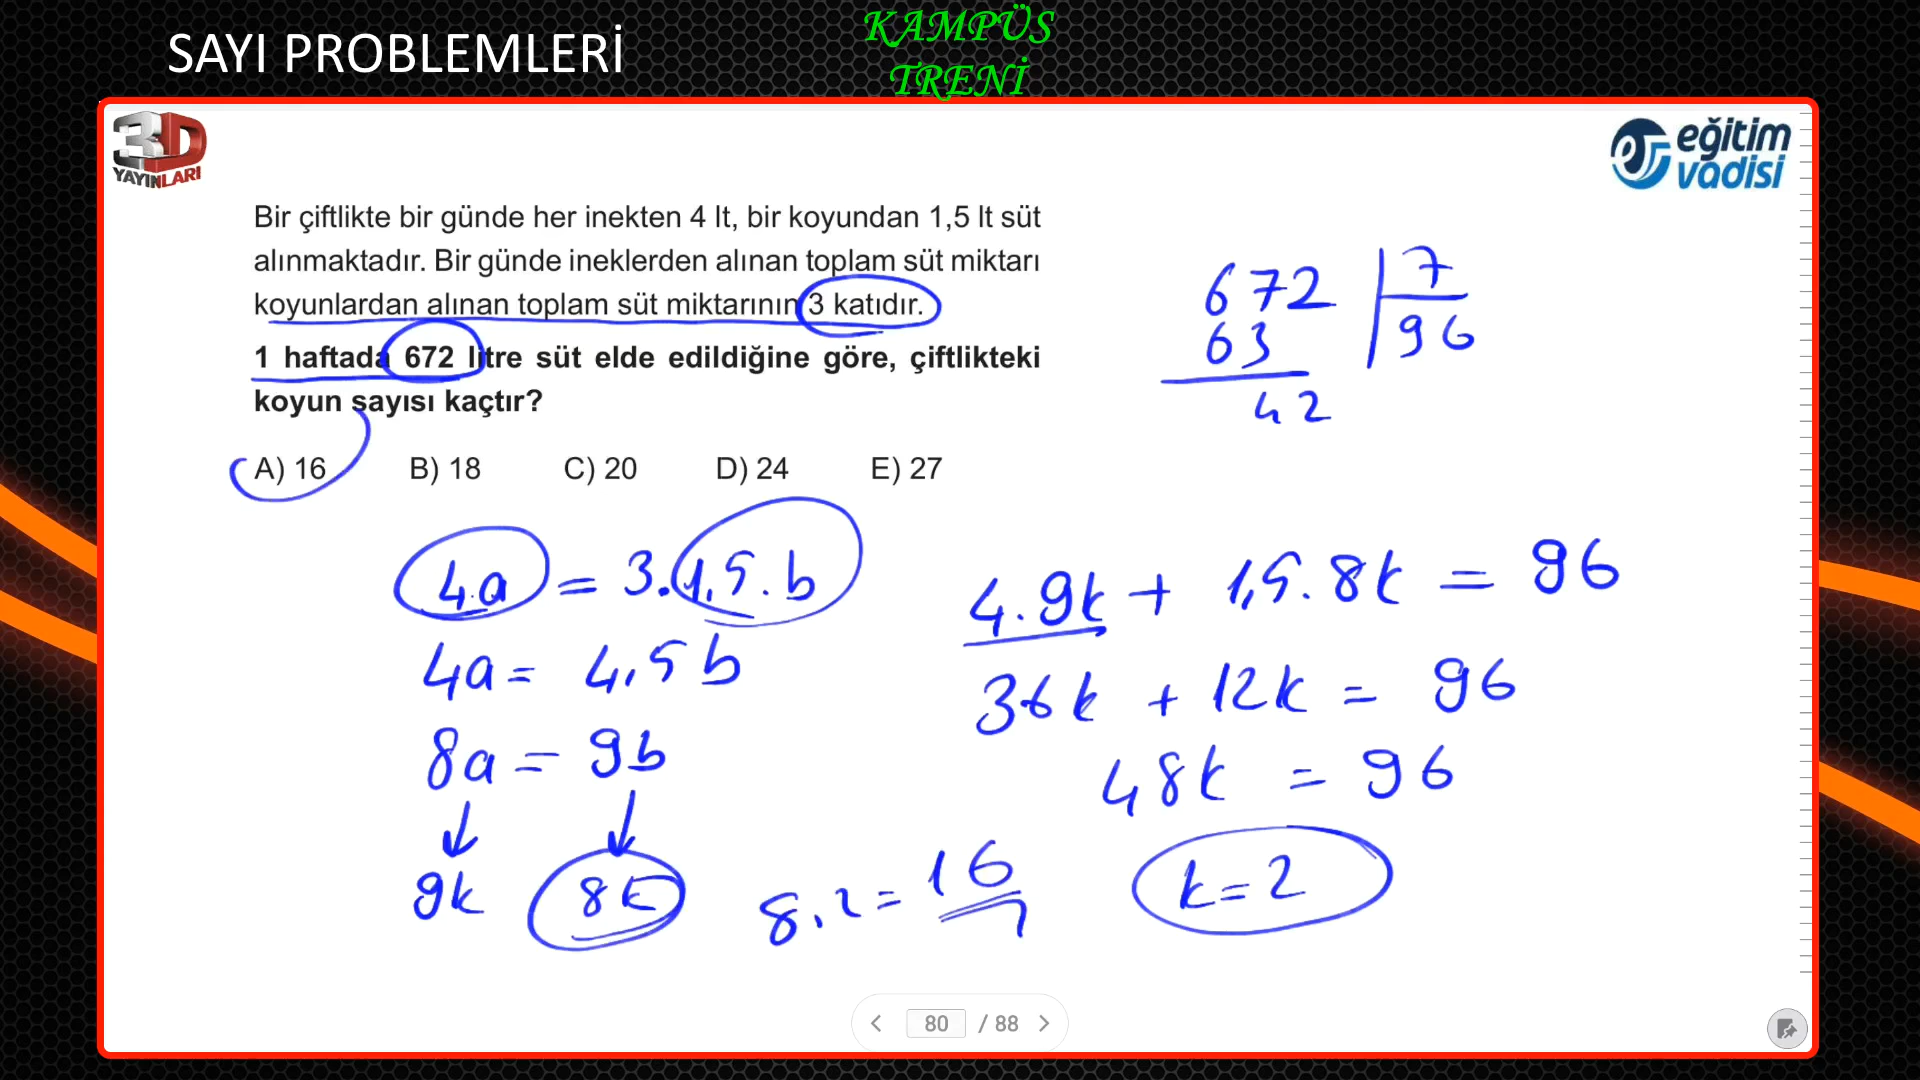 SAYI PROBLEMLERİ
KAMPÜS
TRENİ
3D
YAYINLARI
eğitim
vadisi
Bir çiftlikte bir günde her inekten 4 lt, bir koyundan 1,5 lt süt
alınmaktadır. Bir günde ineklerden alınan toplam süt miktarı
koyunlardan alınan toplam süt miktarının 3 katıdır.
1 haftada 672 litre süt elde edildiğine göre, çiftlikteki
koyun sayısı kaçtır?
A) 16 B) 18 C) 20 D) 24 E) 27
672 7
63 96
42
4.a = 3.1,5.b
4a = 4,5b
8a = 9b
9k 8k
8.2 = 16
4.9k + 1,5.8k = 96
36k + 12k = 96
48k = 96
k = 2
80 / 88